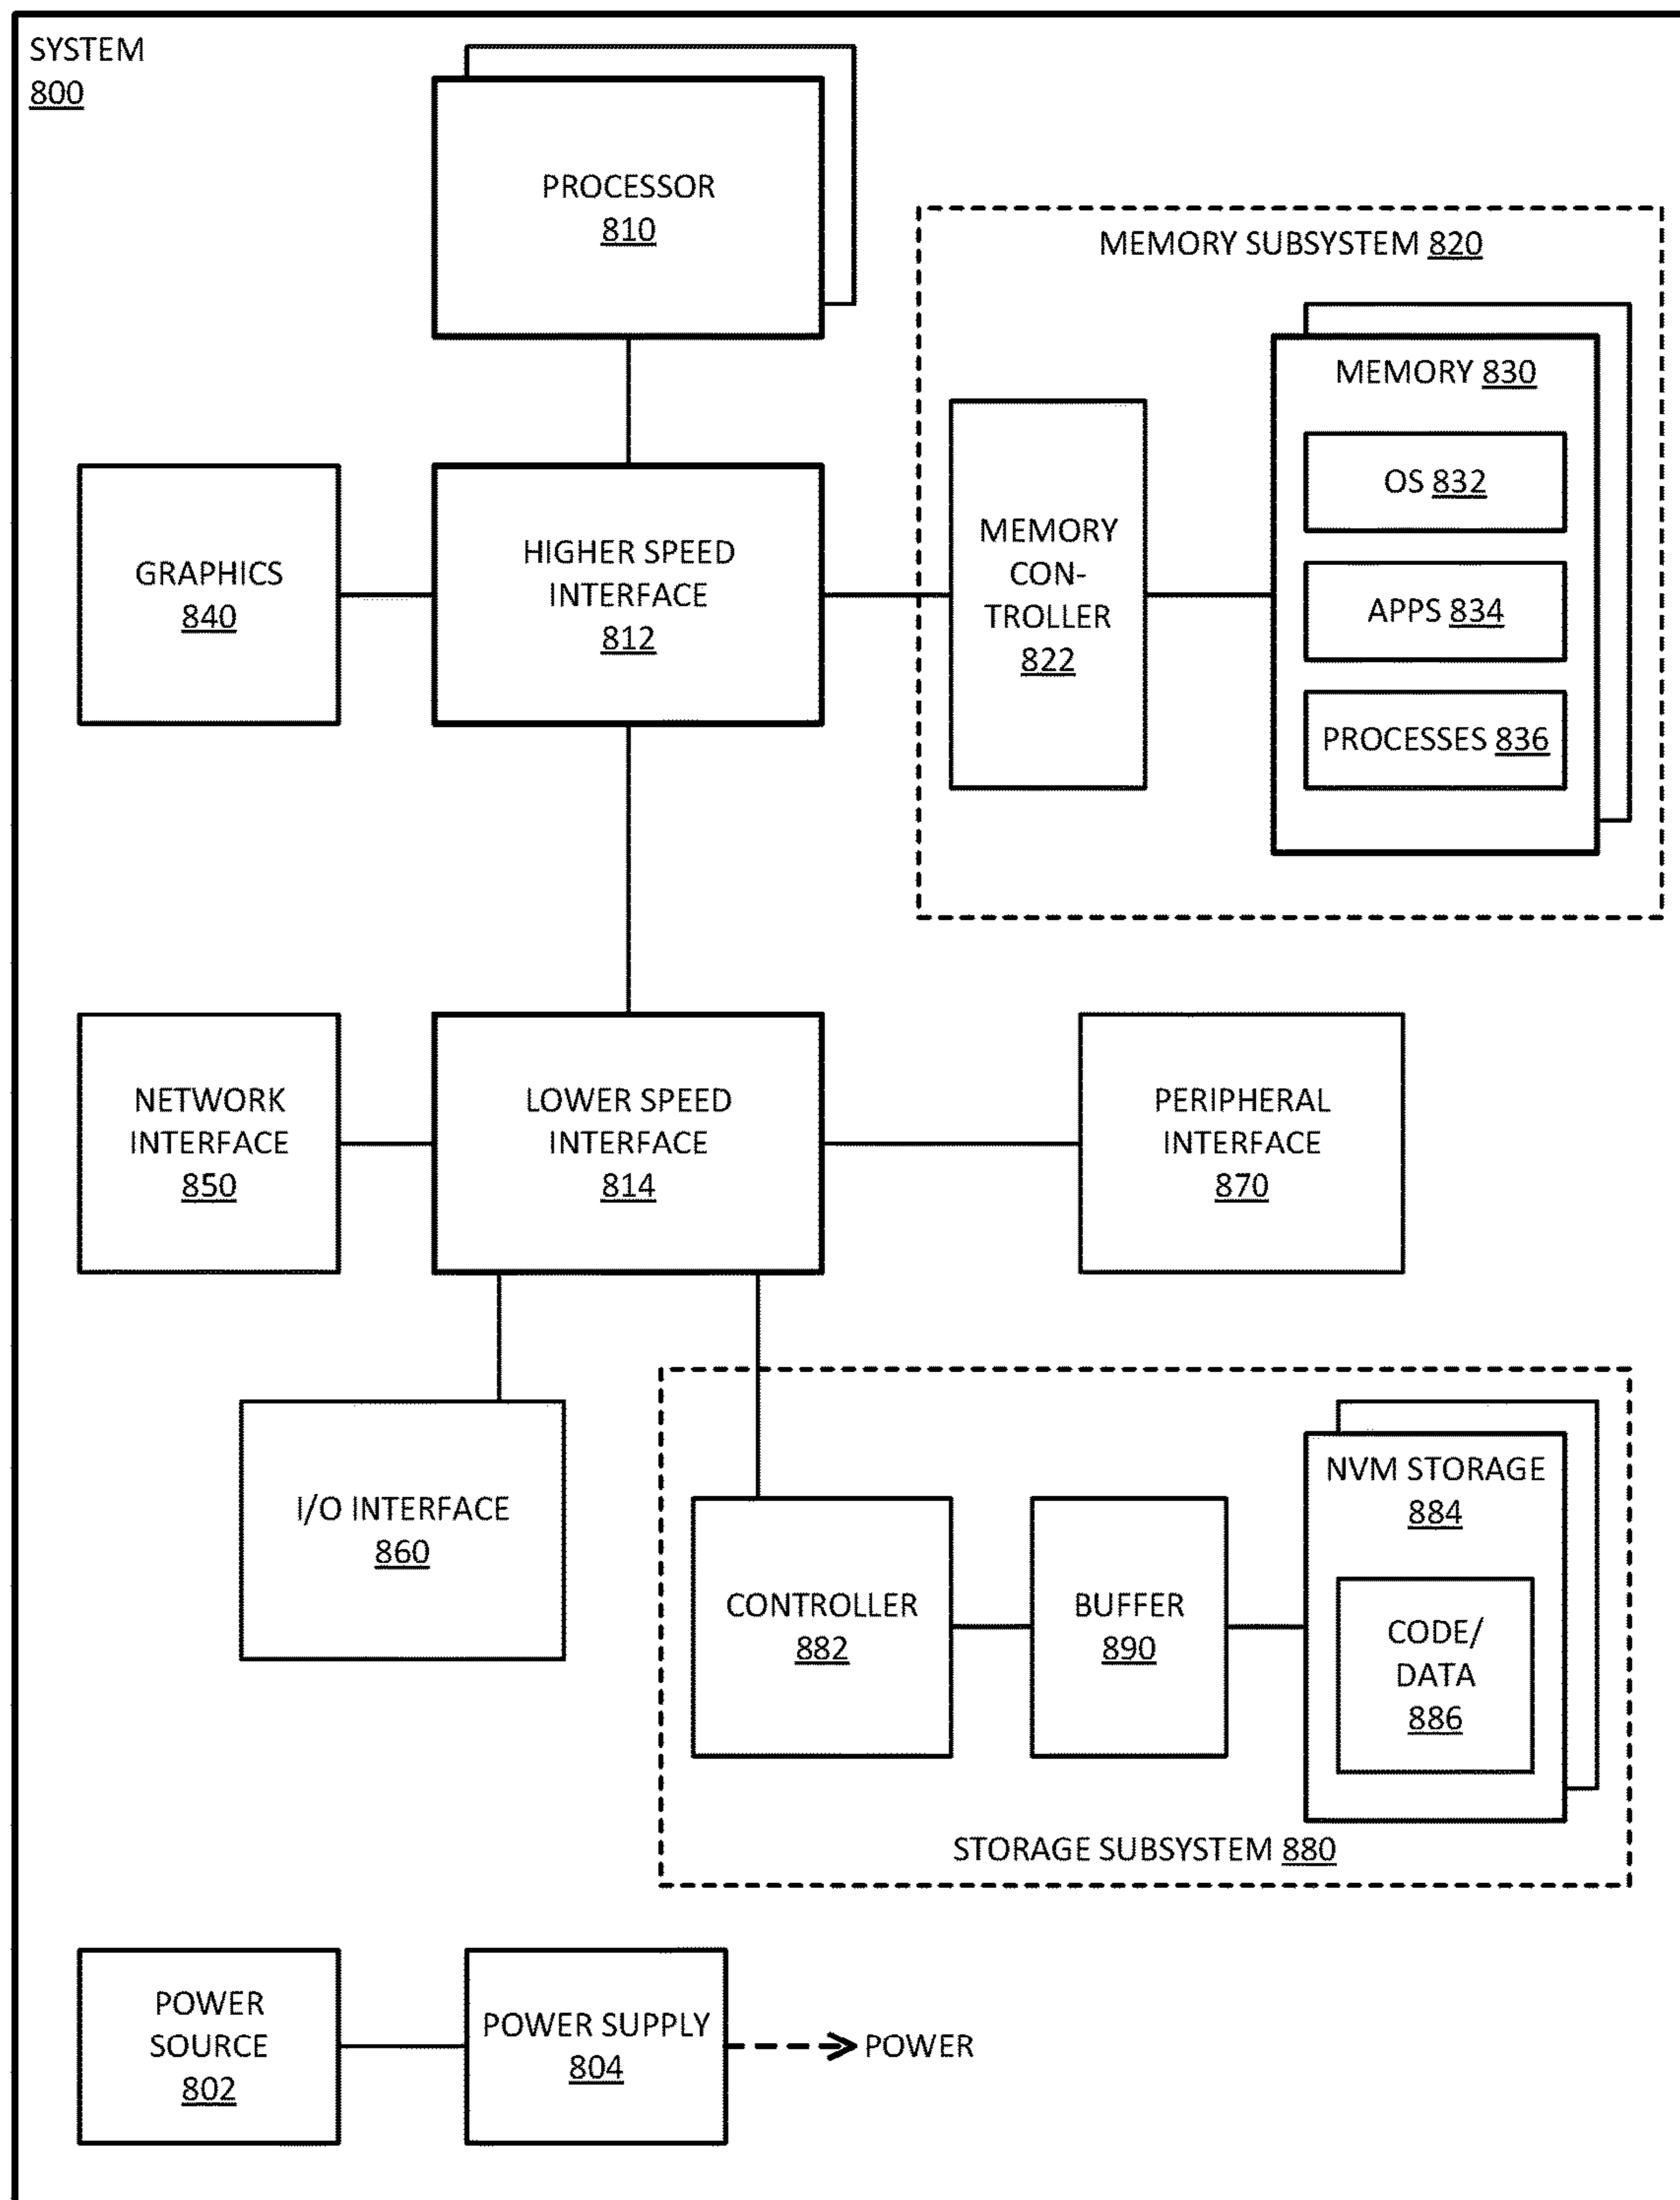 SYSTEM
800
PROCESSOR
810
MEMORY SUBSYSTEM 820
MEMORY 830
OS 832
APPS 834
PROCESSES 836
MEMORY
CON-
TROLLER
822
GRAPHICS
840
HIGHER SPEED
INTERFACE
812
NETWORK
INTERFACE
850
LOWER SPEED
INTERFACE
814
PERIPHERAL
INTERFACE
870
I/O INTERFACE
860
CONTROLLER
882
BUFFER
890
NVM STORAGE
884
CODE/
DATA
886
STORAGE SUBSYSTEM 880
POWER
SOURCE
802
POWER SUPPLY
804
POWER